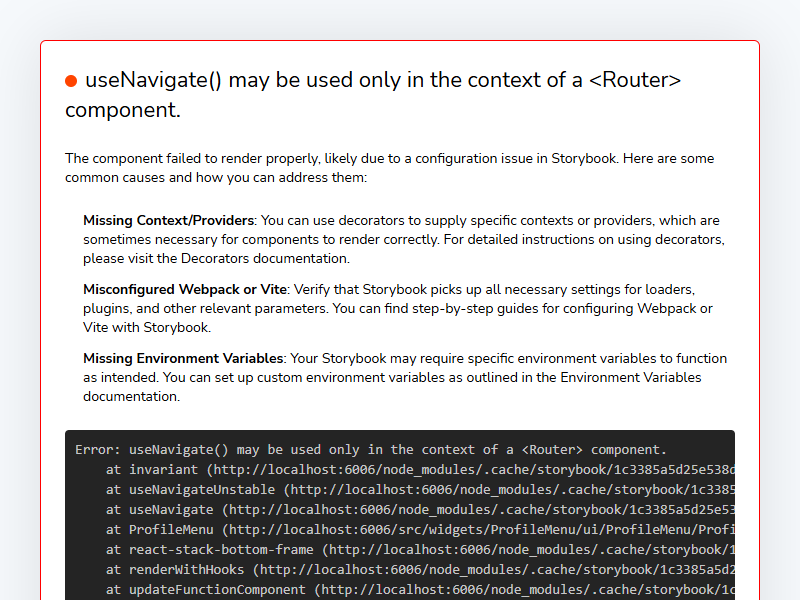 useNavigate() may be used only in the context of a <Router>
component.
The component failed to render properly, likely due to a configuration issue in Storybook. Here are some
common causes and how you can address them:
Missing Context/Providers: You can use decorators to supply specific contexts or providers, which are
sometimes necessary for components to render correctly. For detailed instructions on using decorators,
please visit the Decorators documentation.
Misconfigured Webpack or Vite: Verify that Storybook picks up all necessary settings for loaders,
plugins, and other relevant parameters. You can find step-by-step guides for configuring Webpack or
Vite with Storybook.
Missing Environment Variables: Your Storybook may require specific environment variables to function
as intended. You can set up custom environment variables as outlined in the Environment Variables
documentation.
Error: useNavigate() may be used only in the context of a <Router> component.
at invariant (http://localhost:6006/node_modules/.cache/storybook/1c3385a5d25e538d
at useNavigateUnstable (http://localhost:6006/node_modules/.cache/storybook/1c3385
at useNavigate (http://localhost:6006/node_modules/.cache/storybook/1c3385a5d25e53
at ProfileMenu (http://localhost:6006/src/widgets/ProfileMenu/ui/ProfileMenu/Profi
at react-stack-bottom-frame (http://localhost:6006/node_modules/.cache/storybook/1
at renderWithHooks (http://localhost:6006/node_modules/.cache/storybook/1c3385a5d2
at updateFunctionComponent (http://localhost:6006/node_modules/.cache/storybook/1c